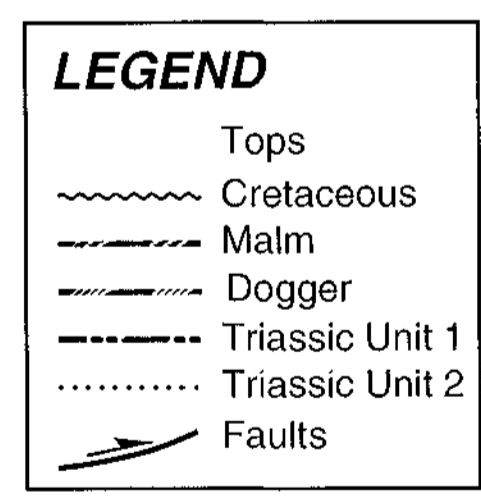 LEGEND
Tops
Cretaceous
Malm
Dogger
Triassic Unit 1
Triassic Unit 2
Faults